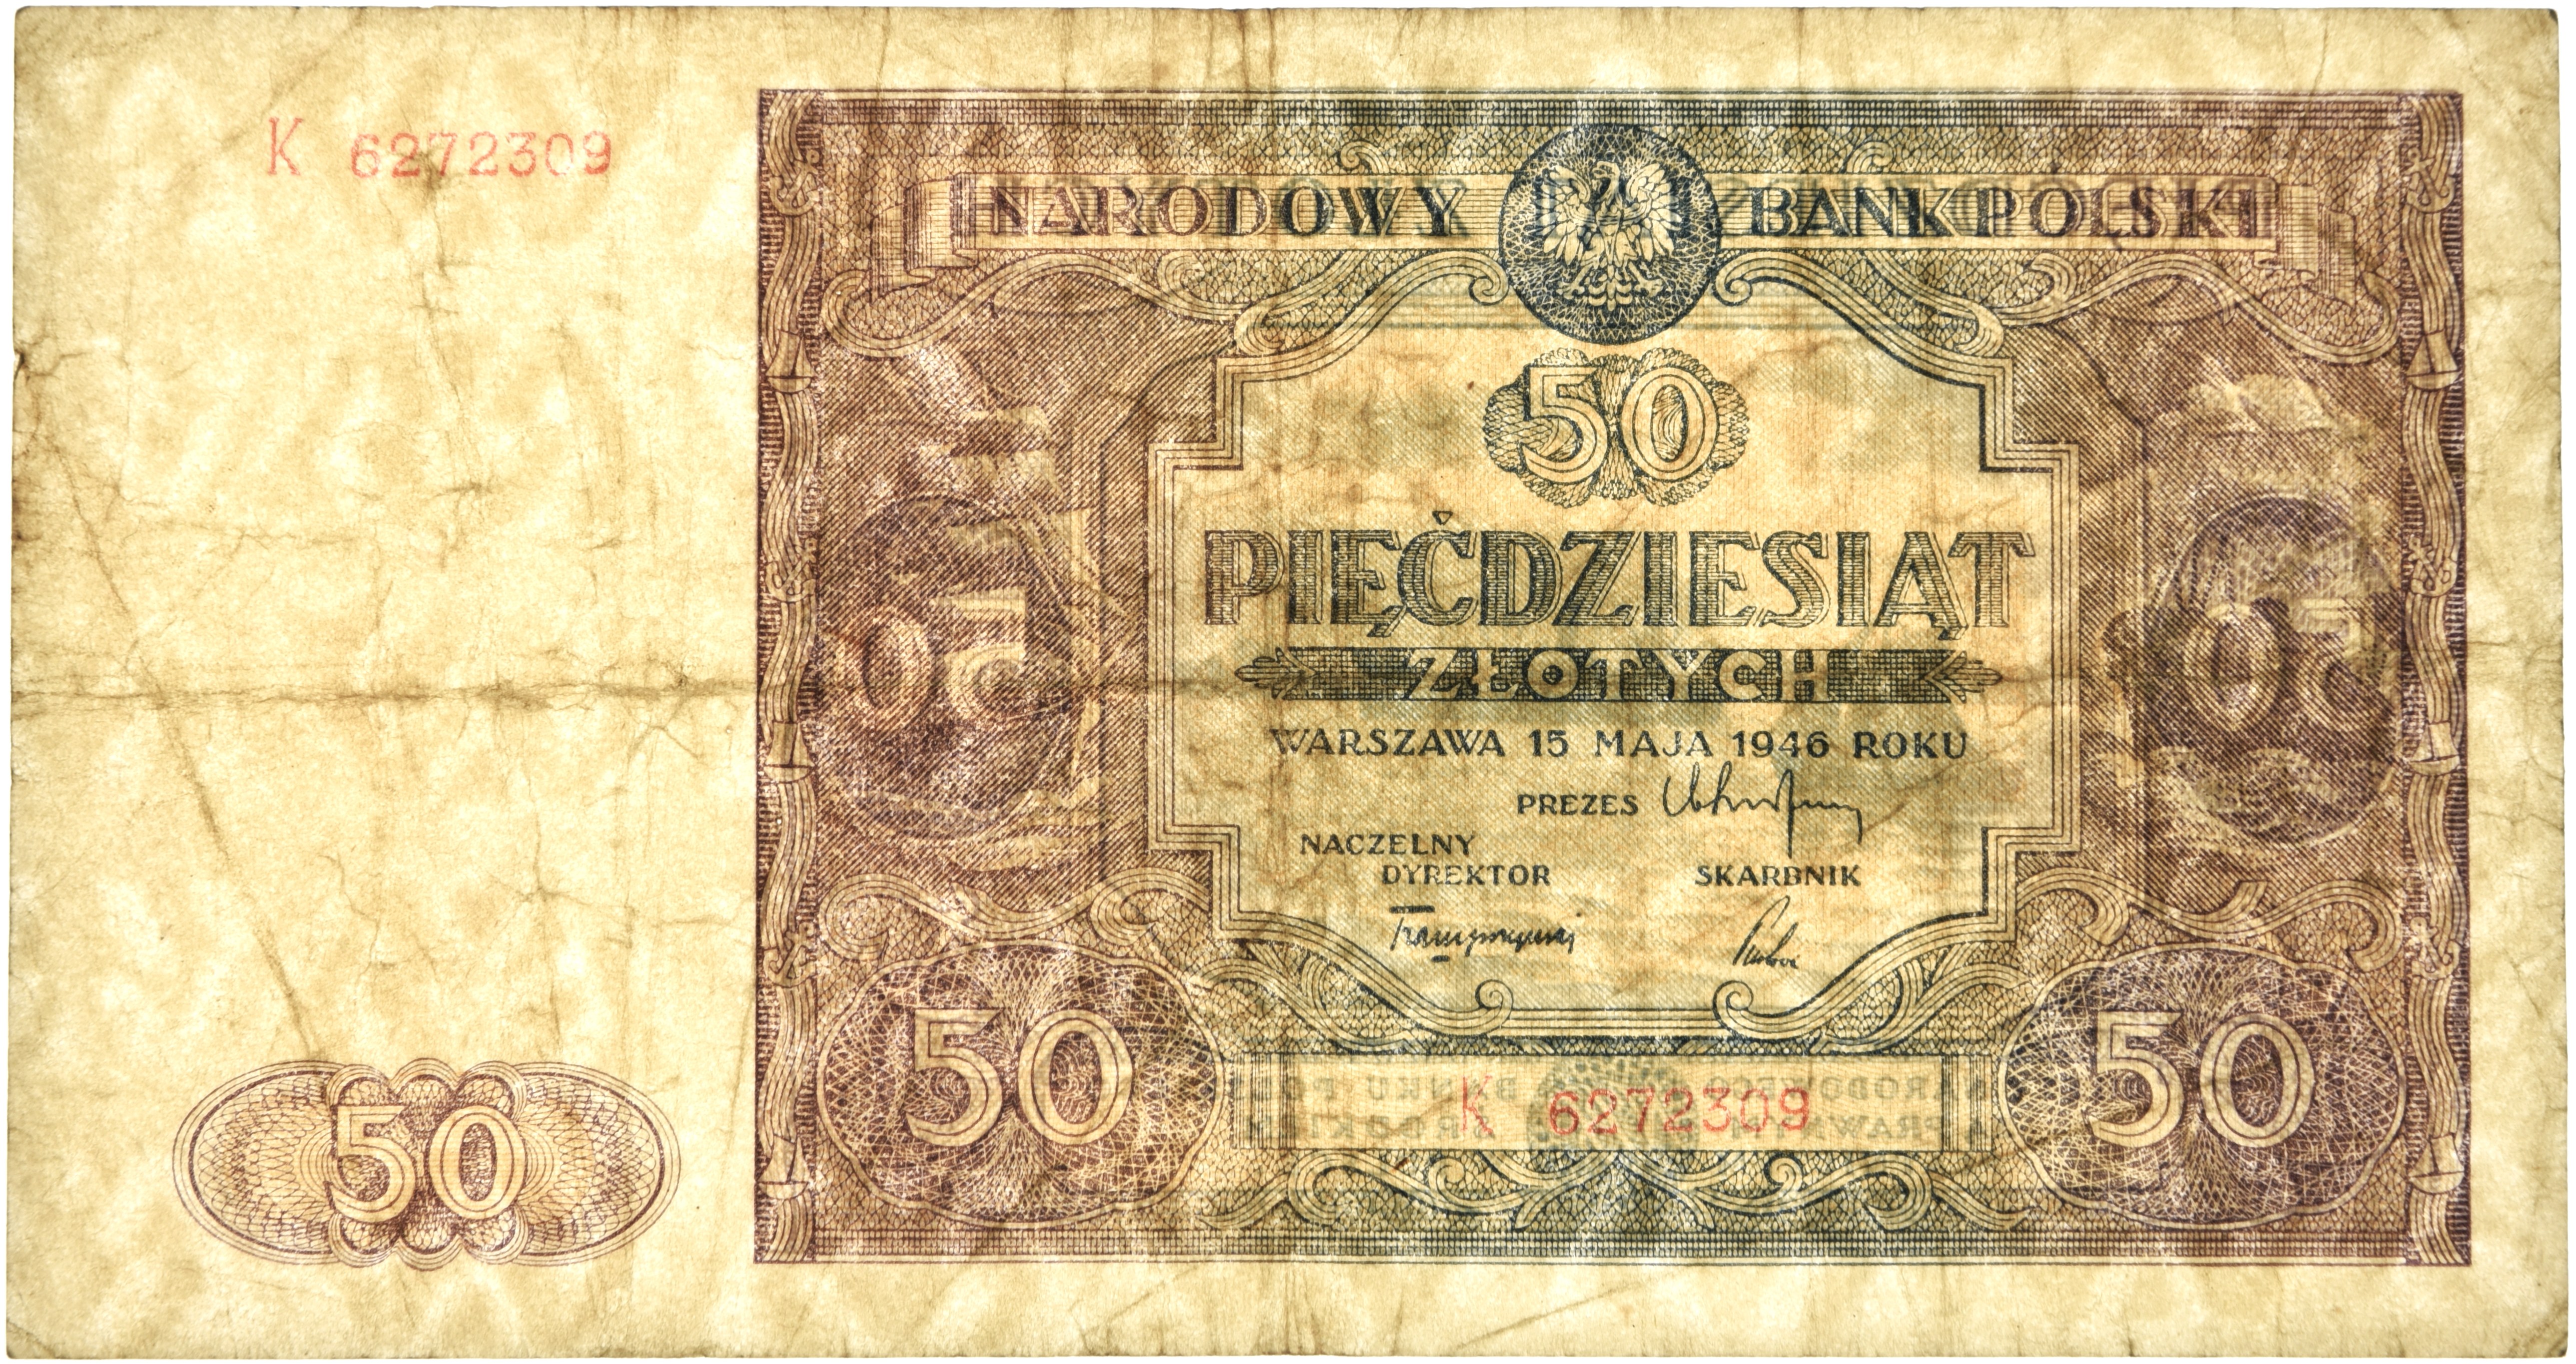 K 6272309
NARODOWY BANK POLSKI
50
PIĘĆDZIESIĄT
ZŁOTYCH
WARSZAWA 15 MAJA 1946 ROKU
PREZES
NACZELNY
DYREKTOR
SKARBNIK
50
50
50
K 6272309